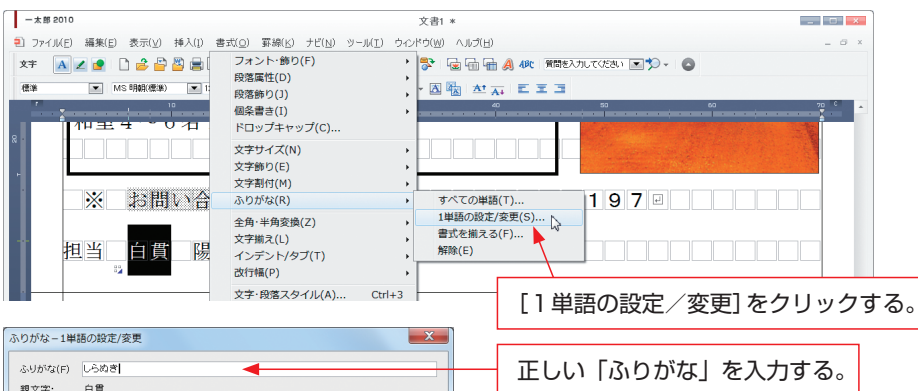 一太郎 2010
文書1 *
ファイル(F) 編集(E) 表示(V) 挿入(I) 書式(O) 罫線(K) ナビ(N) ツール(T) ウィンドウ(W) ヘルプ(H)
文字
質問を入力してください
標準 MS 明朝(標準)
フォント・飾り(F)
段落属性(D)
段落飾り(J)
個条書き(I)
ドロップキャップ(C)...
文字サイズ(N)
文字飾り(E)
文字割付(M)
ふりがな(R)
全角・半角変換(Z)
文字揃え(L)
インデント/タブ(T)
改行幅(P)
文字・段落スタイル(A)... Ctrl+3
すべての単語(T)...
1単語の設定/変更(S)...
書式を揃える(F)...
解除(E)
10 40 50 60 70
20
和室4~6名
※ お問い合
197
担当 白貫 陽
[1単語の設定/変更]をクリックする。
ふりがな-1単語の設定/変更
ふりがな(F) しらぬき
親文字: 白貫
正しい「ふりがな」を入力する。